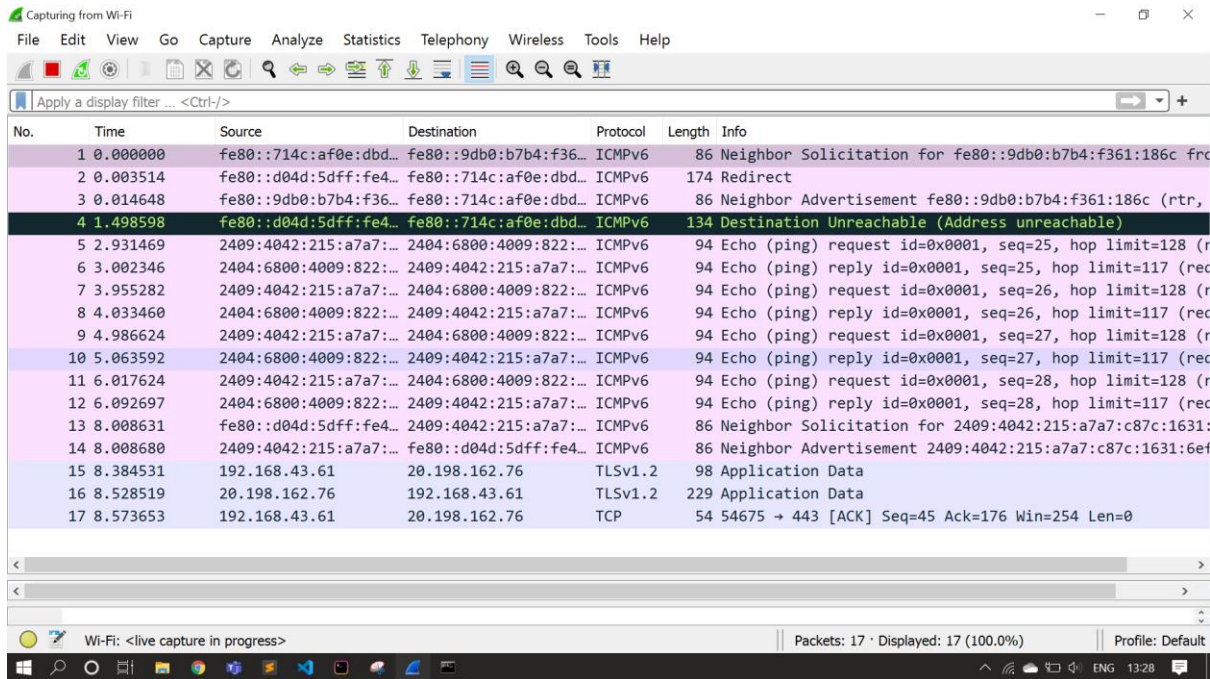 Capturing from Wi-Fi
File Edit View Go Capture Analyze Statistics Telephony Wireless Tools Help
Apply a display filter ... <Ctrl-/>
No. Time Source Destination Protocol Length Info
1 0.000000 fe80::714c:af0e:dbd… fe80::9db0:b7b4:f36… ICMPv6 86 Neighbor Solicitation for fe80::9db0:b7b4:f361:186c fro
2 0.003514 fe80::d04d:5dff:fe4… fe80::714c:af0e:dbd… ICMPv6 174 Redirect
3 0.014648 fe80::9db0:b7b4:f36… fe80::714c:af0e:dbd… ICMPv6 86 Neighbor Advertisement fe80::9db0:b7b4:f361:186c (rtr,
4 1.498598 fe80::d04d:5dff:fe4… fe80::714c:af0e:dbd… ICMPv6 134 Destination Unreachable (Address unreachable)
5 2.931469 2409:4042:215:a7a7:… 2404:6800:4009:822:… ICMPv6 94 Echo (ping) request id=0x0001, seq=25, hop limit=128 (r
6 3.002346 2404:6800:4009:822:… 2409:4042:215:a7a7:… ICMPv6 94 Echo (ping) reply id=0x0001, seq=25, hop limit=117 (rec
7 3.955282 2409:4042:215:a7a7:… 2404:6800:4009:822:… ICMPv6 94 Echo (ping) request id=0x0001, seq=26, hop limit=128 (r
8 4.033460 2404:6800:4009:822:… 2409:4042:215:a7a7:… ICMPv6 94 Echo (ping) reply id=0x0001, seq=26, hop limit=117 (rec
9 4.986624 2409:4042:215:a7a7:… 2404:6800:4009:822:… ICMPv6 94 Echo (ping) request id=0x0001, seq=27, hop limit=128 (r
10 5.063592 2404:6800:4009:822:… 2409:4042:215:a7a7:… ICMPv6 94 Echo (ping) reply id=0x0001, seq=27, hop limit=117 (rec
11 6.017624 2409:4042:215:a7a7:… 2404:6800:4009:822:… ICMPv6 94 Echo (ping) request id=0x0001, seq=28, hop limit=128 (r
12 6.092697 2404:6800:4009:822:… 2409:4042:215:a7a7:… ICMPv6 94 Echo (ping) reply id=0x0001, seq=28, hop limit=117 (rec
13 8.008631 fe80::d04d:5dff:fe4… 2409:4042:215:a7a7:… ICMPv6 86 Neighbor Solicitation for 2409:4042:215:a7a7:c87c:1631:
14 8.008680 2409:4042:215:a7a7:… fe80::d04d:5dff:fe4… ICMPv6 86 Neighbor Advertisement 2409:4042:215:a7a7:c87c:1631:6ef
15 8.384531 192.168.43.61 20.198.162.76 TLSv1.2 98 Application Data
16 8.528519 20.198.162.76 192.168.43.61 TLSv1.2 229 Application Data
17 8.573653 192.168.43.61 20.198.162.76 TCP 54 54675 → 443 [ACK] Seq=45 Ack=176 Win=254 Len=0
Wi-Fi: <live capture in progress> Packets: 17 · Displayed: 17 (100.0%) Profile: Default
ENG 13:28